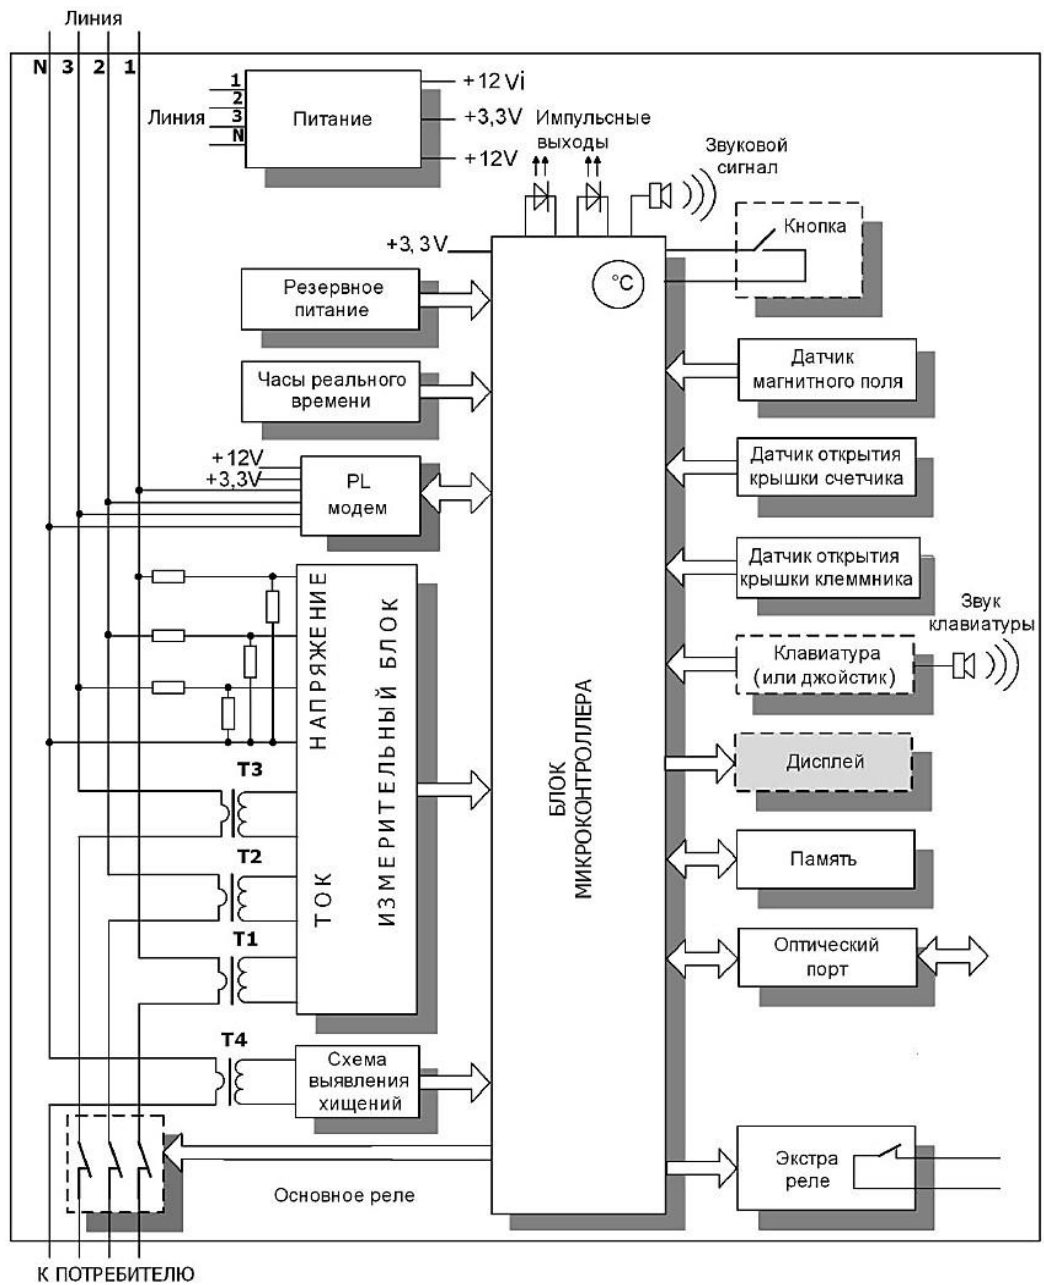 Линия
N 3 2 1
1
2
3
N
Линия
Питание
+12Vi
+3,3V
+12V
Импульсные
выходы
Звуковой
сигнал
Кнопка
+3,3V
°C
Резервное
питание
Датчик
магнитного поля
Часы реального
времени
Датчик открытия
крышки счетчика
+12V
+3,3V
PL
модем
Датчик открытия
крышки клеммника
Звук
клавиатуры
Клавиатура
(или джойстик)
НАПРЯЖЕНИЕ
ТОК
ИЗМЕРИТЕЛЬНЫЙ БЛОК
БЛОК
МИКРОКОНТРОЛЛЕРА
Дисплей
T3
T2
T1
T4
Память
Оптический
порт
Схема
выявления
хищений
Экстра
реле
Основное реле
К ПОТРЕБИТЕЛЮ